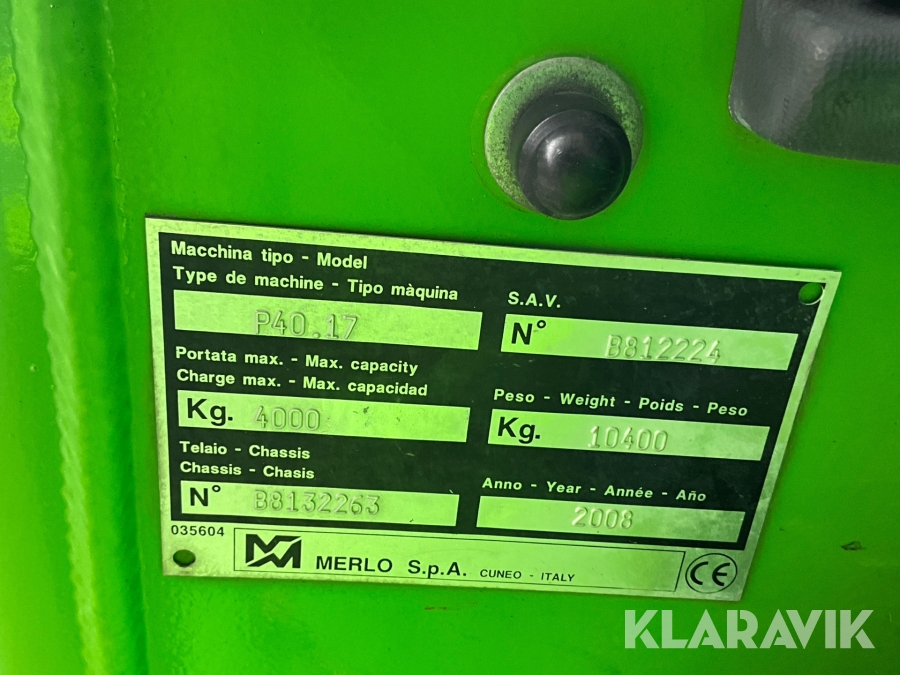 Macchina tipo - Model
Type de machine - Tipo màquina
P40.17
S.A.V.
N° B812224
Portata max. - Max. capacity
Charge max. - Max. capacidad
Kg. 4000
Peso - Weight - Poids - Peso
Kg. 10400
Telaio - Chassis
Chassis - Chasis
N° B8132263
Anno - Year - Année - Año
2008
035604
MERLO S.p.A. CUNEO - ITALY
CE
KLARAVIK